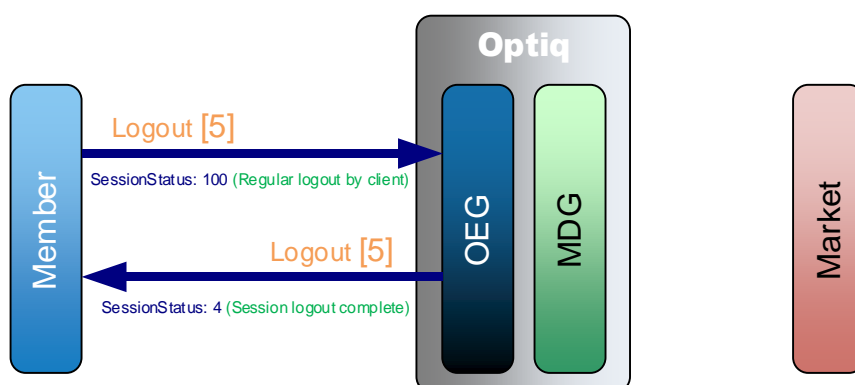 Optiq
Logout [5]
SessionStatus: 100 (Regular logout by client)
Logout [5]
SessionStatus: 4 (Session logout complete)
Member
OEG
MDG
Market